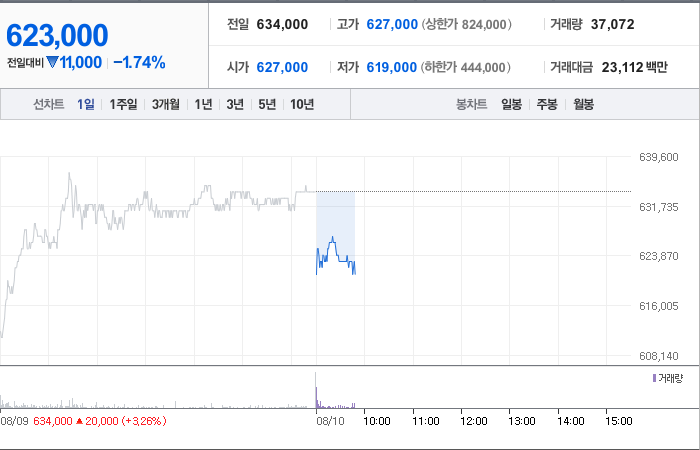 623,000
전일대비 ▼11,000 -1.74%
전일 634,000 고가 627,000 (상한가 824,000) 거래량 37,072
시가 627,000 저가 619,000 (하한가 444,000) 거래대금 23,112 백만
선차트 1일 1주일 3개월 1년 3년 5년 10년 봉차트 일봉 주봉 월봉
639,600
631,735
623,870
616,005
608,140
거래량
08/09 634,000 ▲20,000 (+3,26%) 08/10 10:00 11:00 12:00 13:00 14:00 15:00